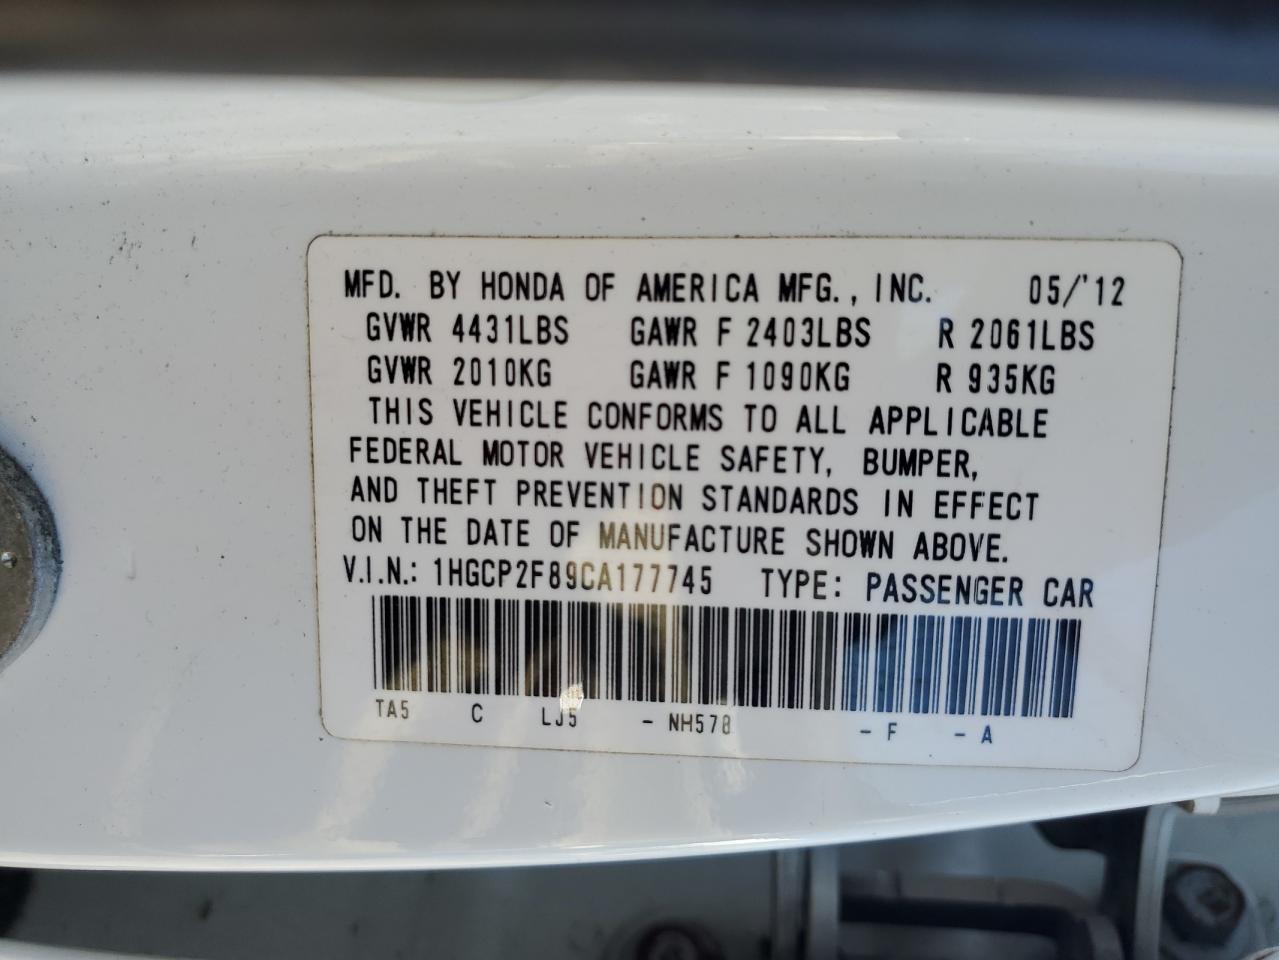 MFD. BY HONDA OF AMERICA MFG., INC. 05/'12
GVWR 4431LBS GAWR F 2403LBS R 2061LBS
GVWR 2010KG GAWR F 1090KG R 935KG
THIS VEHICLE CONFORMS TO ALL APPLICABLE
FEDERAL MOTOR VEHICLE SAFETY, BUMPER,
AND THEFT PREVENTION STANDARDS IN EFFECT
ON THE DATE OF MANUFACTURE SHOWN ABOVE.
V.I.N.: 1HGCP2F89CA177745 TYPE: PASSENGER CAR
TA5 C LJ5 - NH578 - F - A